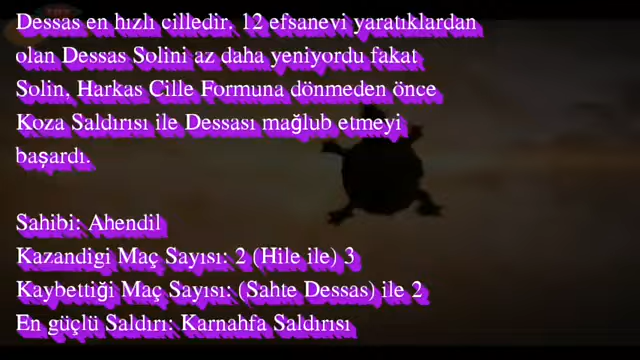 Dessas en hızlı cilledir. 12 efsanevi yaratıklardan
olan Dessas Solini az daha yeniyordu fakat
Solin, Harkas Cille Formuna dönmeden önce
Koza Saldırısı ile Dessası mağlub etmeyi
başardı.
Sahibi: Ahendil
Kazandigi Maç Sayısı: 2 (Hile ile) 3
Kaybettiği Maç Sayısı: (Sahte Dessas) ile 2
En güçlü Saldırı: Karnahfa Saldırısı